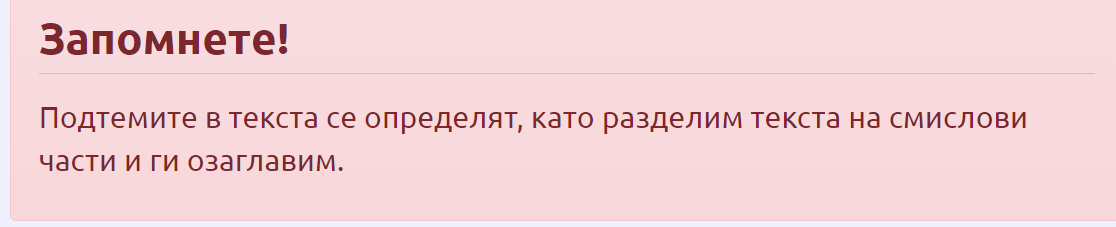 Запомнете!
Подтемите в текста се определят, като разделим текста на смислови
части и ги озаглавим.